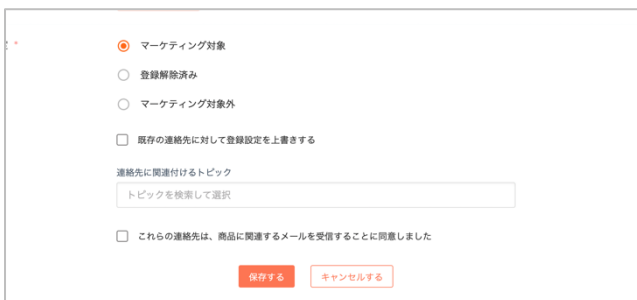 マーケティング対象
登録解除済み
マーケティング対象外
既存の連絡先に対して登録設定を上書きする
連絡先に関連付けるトピック
トピックを検索して選択
これらの連絡先は、商品に関連するメールを受信することに同意しました
保存する キャンセルする